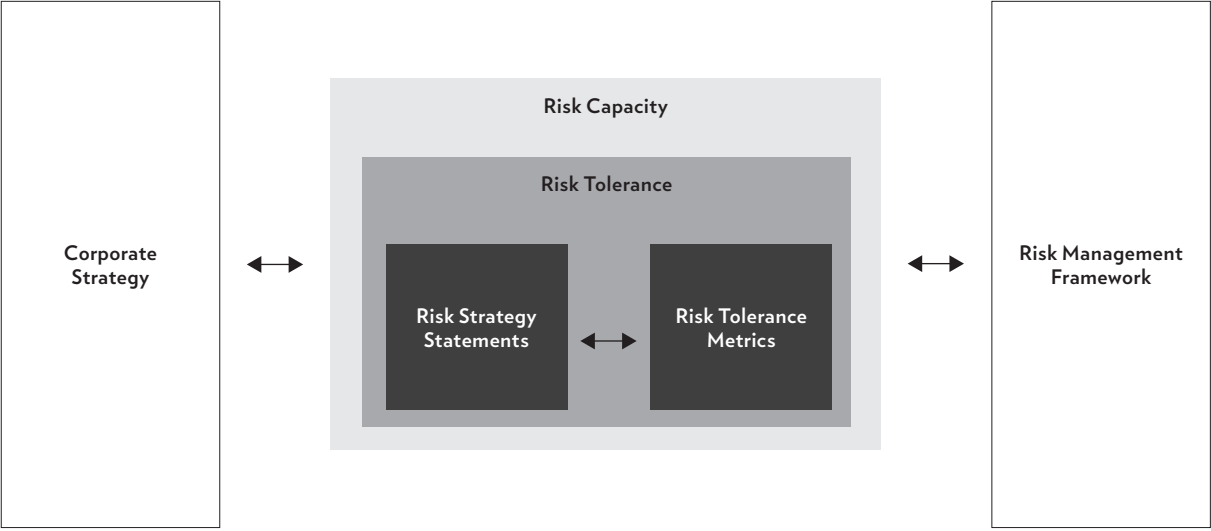 Risk Capacity
Risk Tolerance
Corporate
Strategy
Risk Strategy
Statements
Risk Tolerance
Metrics
Risk Management
Framework